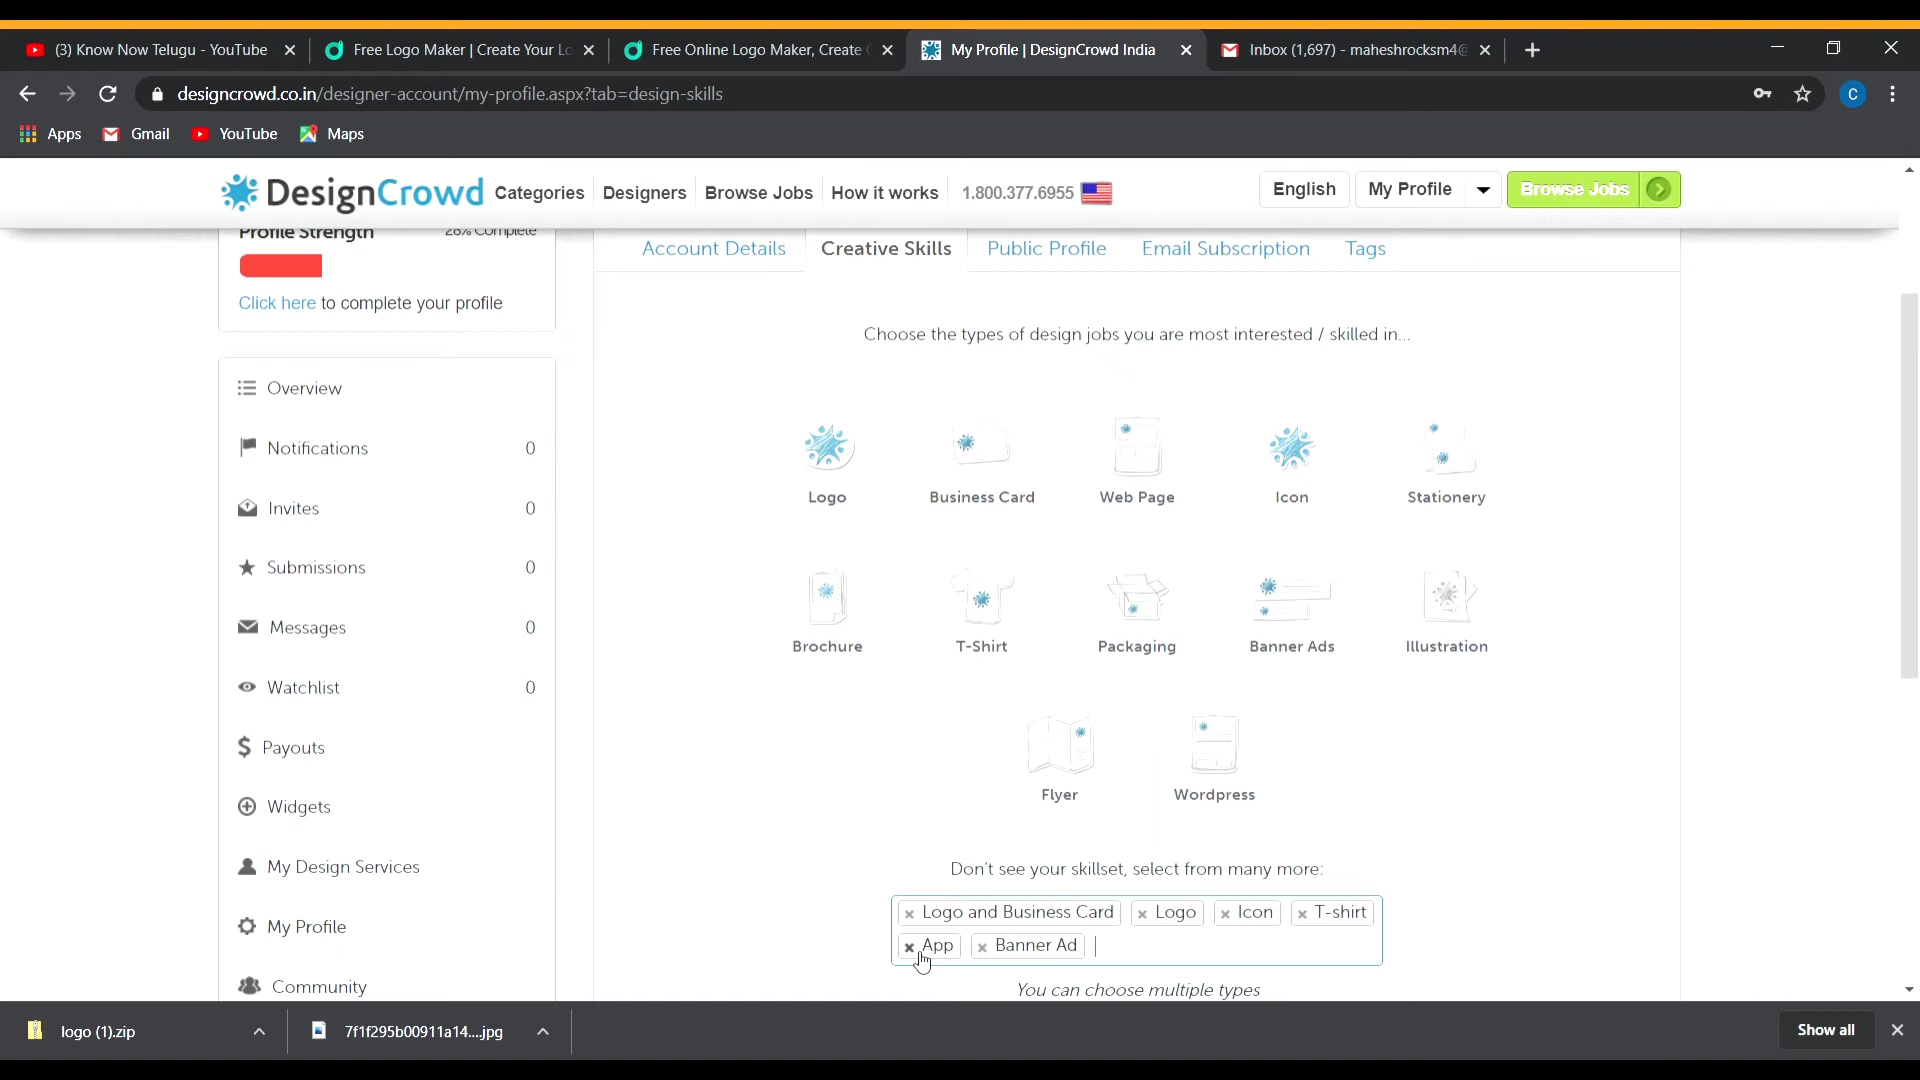 (3) Know Now Telugu - YouTube
Free Logo Maker | Create Your Lo
Free Online Logo Maker, Create
My Profile | DesignCrowd India
Inbox (1,697) - maheshrocksm4@
designcrowd.co.in/designer-account/my-profile.aspx?tab=design-skills
C
Apps
Gmail
YouTube
Maps
DesignCrowd
Categories
Designers
Browse Jobs
How it works
1.800.377.6955
English
My Profile
Browse Jobs
Profile Strength
28% Complete
Click here to complete your profile
Account Details
Creative Skills
Public Profile
Email Subscription
Tags
Overview
Notifications 0
Invites 0
Submissions 0
Messages 0
Watchlist 0
Payouts
Widgets
My Design Services
My Profile
Community
Choose the types of design jobs you are most interested / skilled in...
Logo
Business Card
Web Page
Icon
Stationery
Brochure
T-Shirt
Packaging
Banner Ads
Illustration
Flyer
Wordpress
Don't see your skillset, select from many more:
× Logo and Business Card × Logo × Icon × T-shirt
× App × Banner Ad
You can choose multiple types
logo (1).zip
7f1f295b00911a14....jpg
Show all